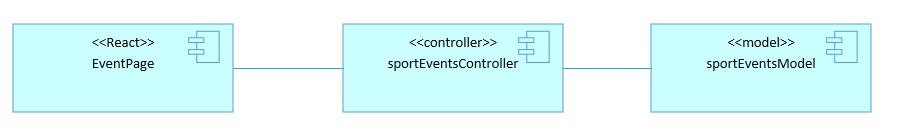 <<React>>
EventPage
<<controller>>
sportEventsController
<<model>>
sportEventsModel